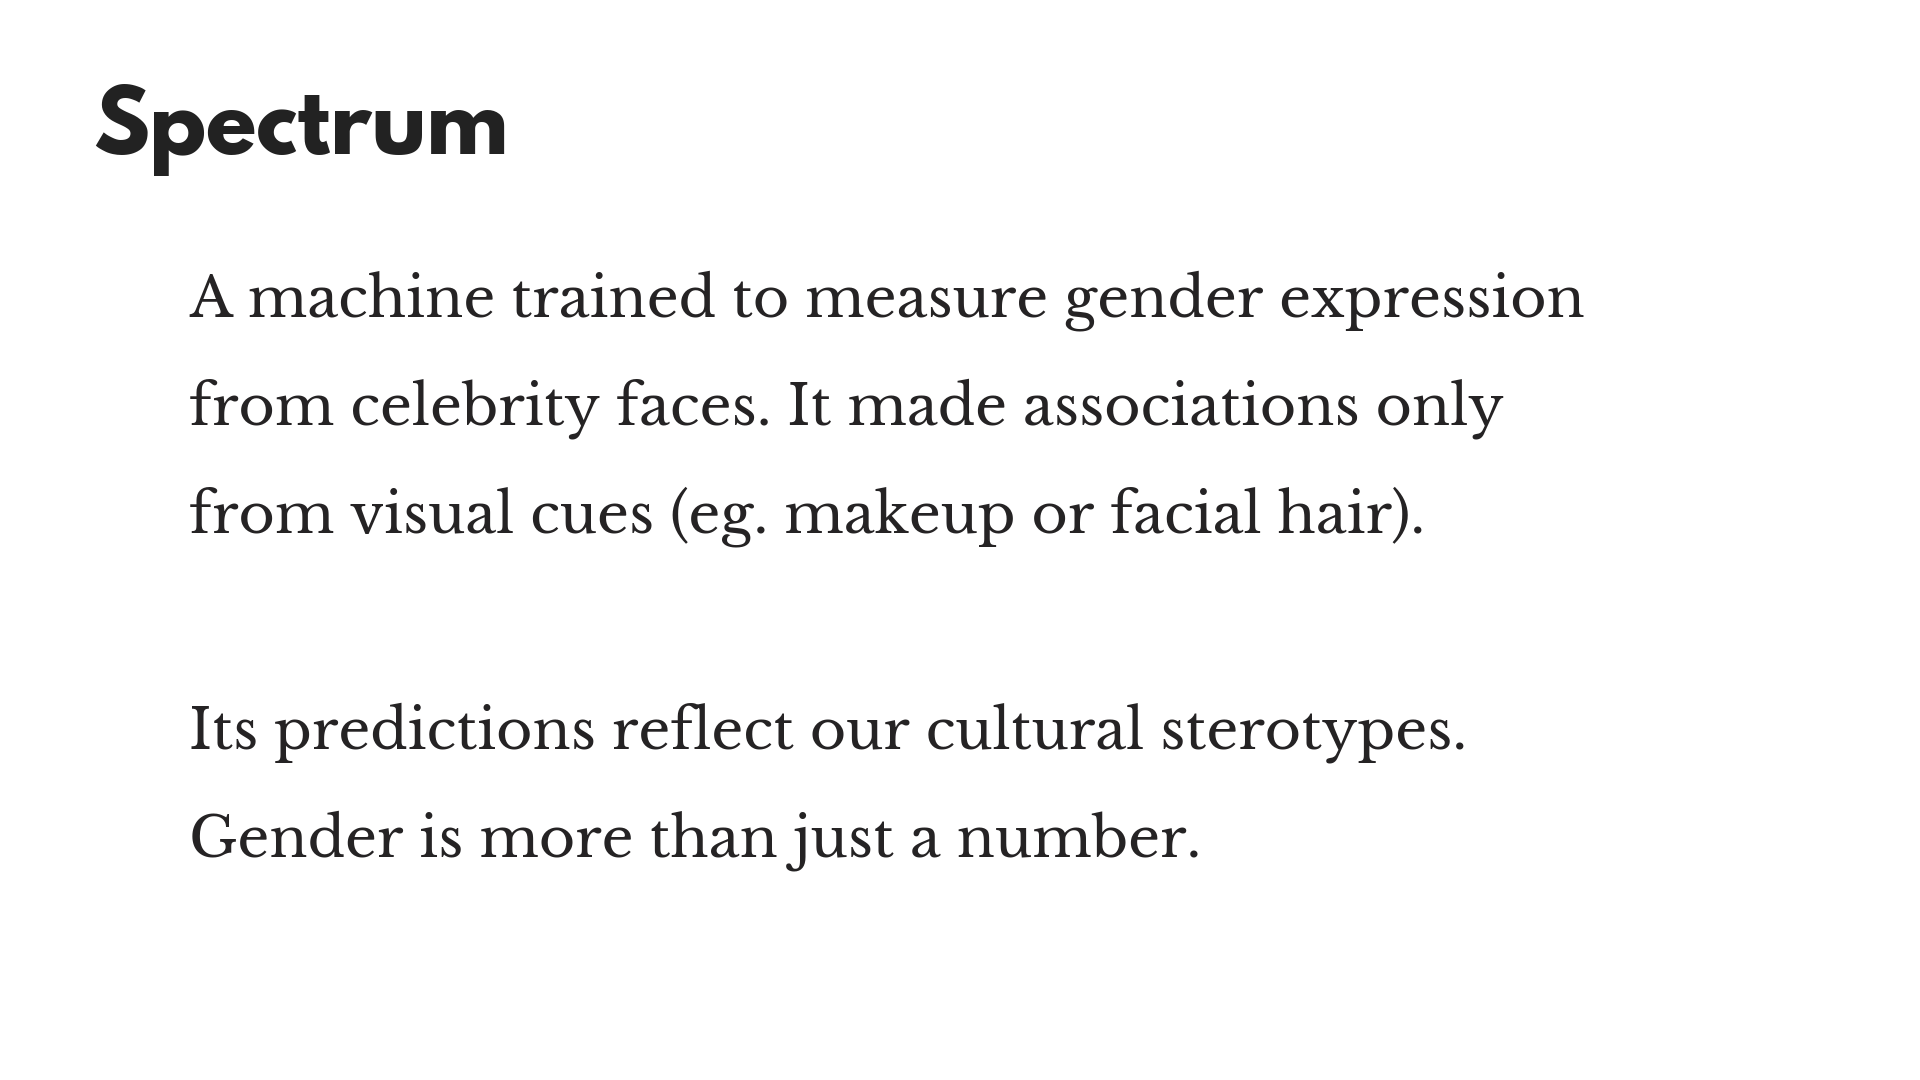 Spectrum
A machine trained to measure gender expression
from celebrity faces. It made associations only
from visual cues (eg. makeup or facial hair).
Its predictions reflect our cultural sterotypes.
Gender is more than just a number.